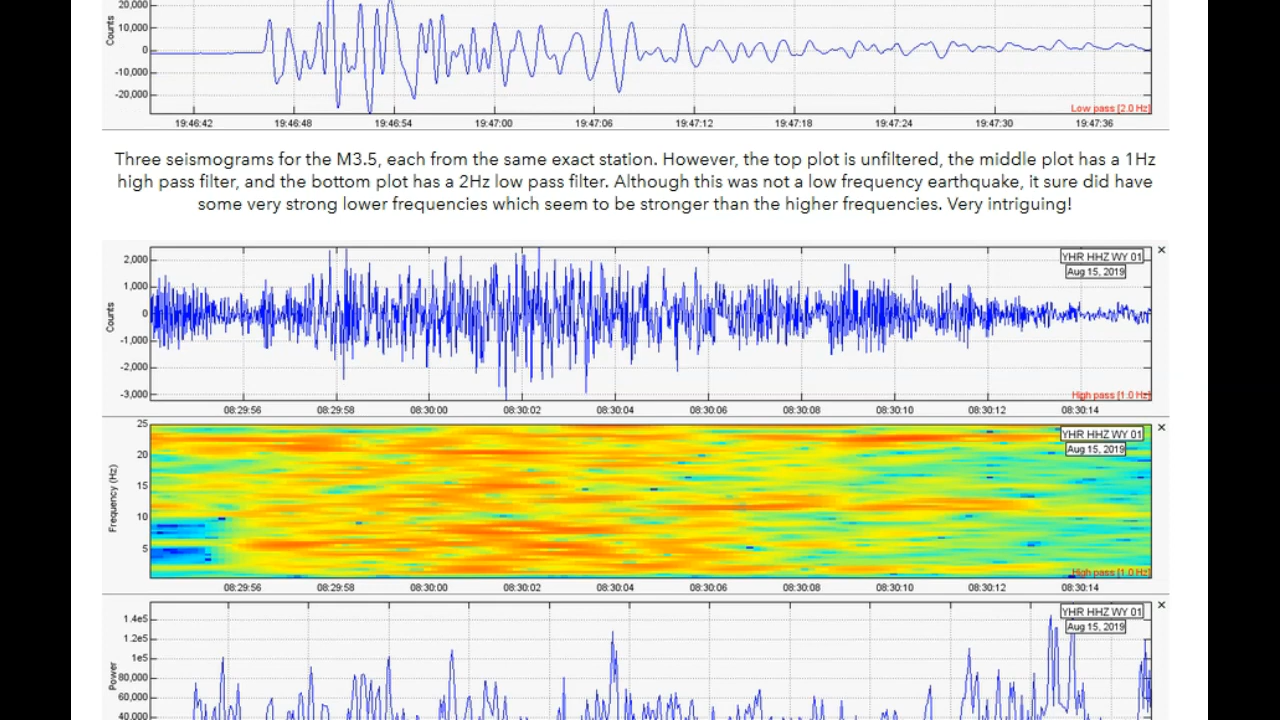 20,000
10,000
0
-10,000
-20,000
Counts
Low pass [2.0 Hz]
19:46:42 19:46:48 19:46:54 19:47:00 19:47:06 19:47:12 19:47:18 19:47:24 19:47:30 19:47:36
Three seismograms for the M3.5, each from the same exact station. However, the top plot is unfiltered, the middle plot has a 1Hz
high pass filter, and the bottom plot has a 2Hz low pass filter. Although this was not a low frequency earthquake, it sure did have
some very strong lower frequencies which seem to be stronger than the higher frequencies. Very intriguing!
YHR HHZ WY 01
Aug 15, 2019
2,000
1,000
0
-1,000
-2,000
-3,000
Counts
High pass [1.0 Hz]
08:29:56 08:29:58 08:30:00 08:30:02 08:30:04 08:30:06 08:30:08 08:30:10 08:30:12 08:30:14
YHR HHZ WY 01
Aug 15, 2019
25
20
15
10
5
Frequency (Hz)
High pass [1.0 Hz]
08:29:56 08:29:58 08:30:00 08:30:02 08:30:04 08:30:06 08:30:08 08:30:10 08:30:12 08:30:14
YHR HHZ WY 01
Aug 15, 2019
1.4e5
1.2e5
1e5
80,000
60,000
40,000
Power